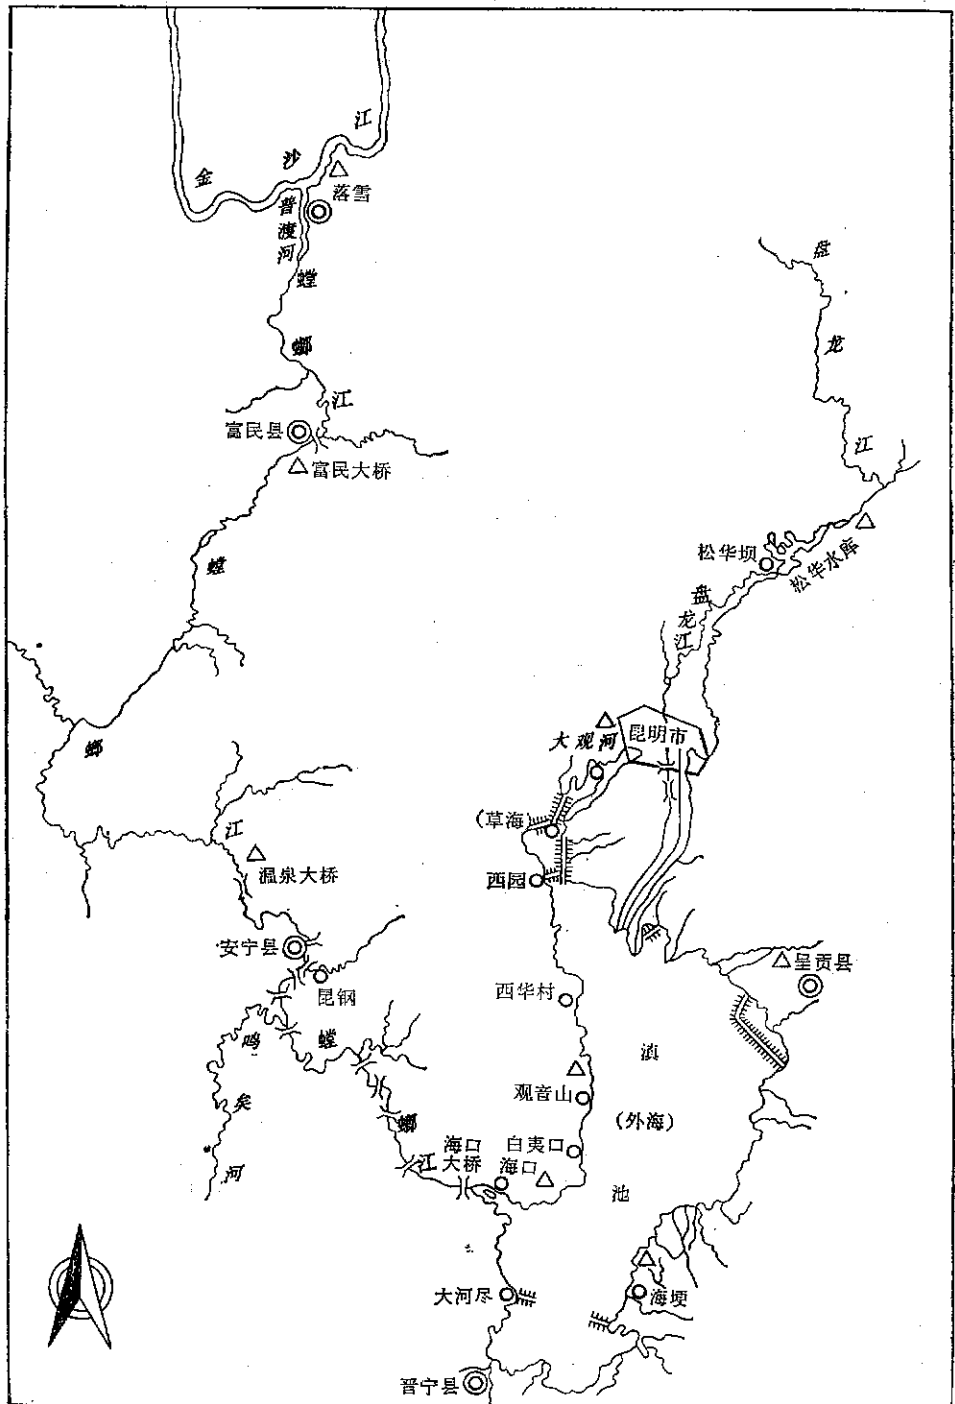 金沙江
落雪
普渡河
螳螂江
富民县
富民大桥
盘龙江
松华坝
松华水库
盘龙江
螳螂江
大观河
昆明市
(草海)
西园
温泉大桥
安宁县
昆钢
呈贡县
西华村
鸣矣河
螳螂江
滇池
(外海)
观音山
白夷口
海口大桥
海口
大河尽
海埂
晋宁县